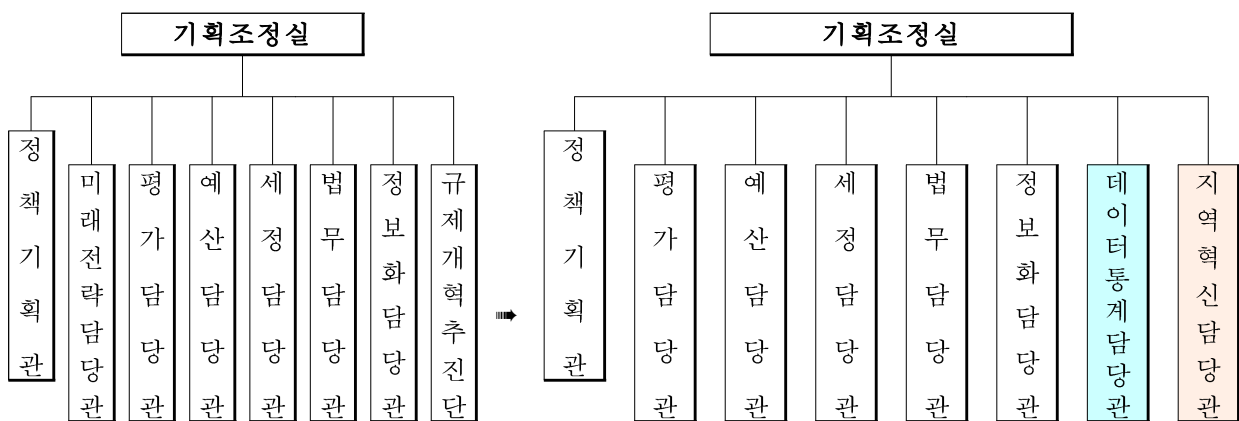 기획조정실
정책기획관
미래전략담당관
평가담당관
예산담당관
세정담당관
법무담당관
정보화담당관
규제개혁추진단
➠
기획조정실
정책기획관
평가담당관
예산담당관
세정담당관
법무담당관
정보화담당관
데이터통계담당관
지역혁신담당관